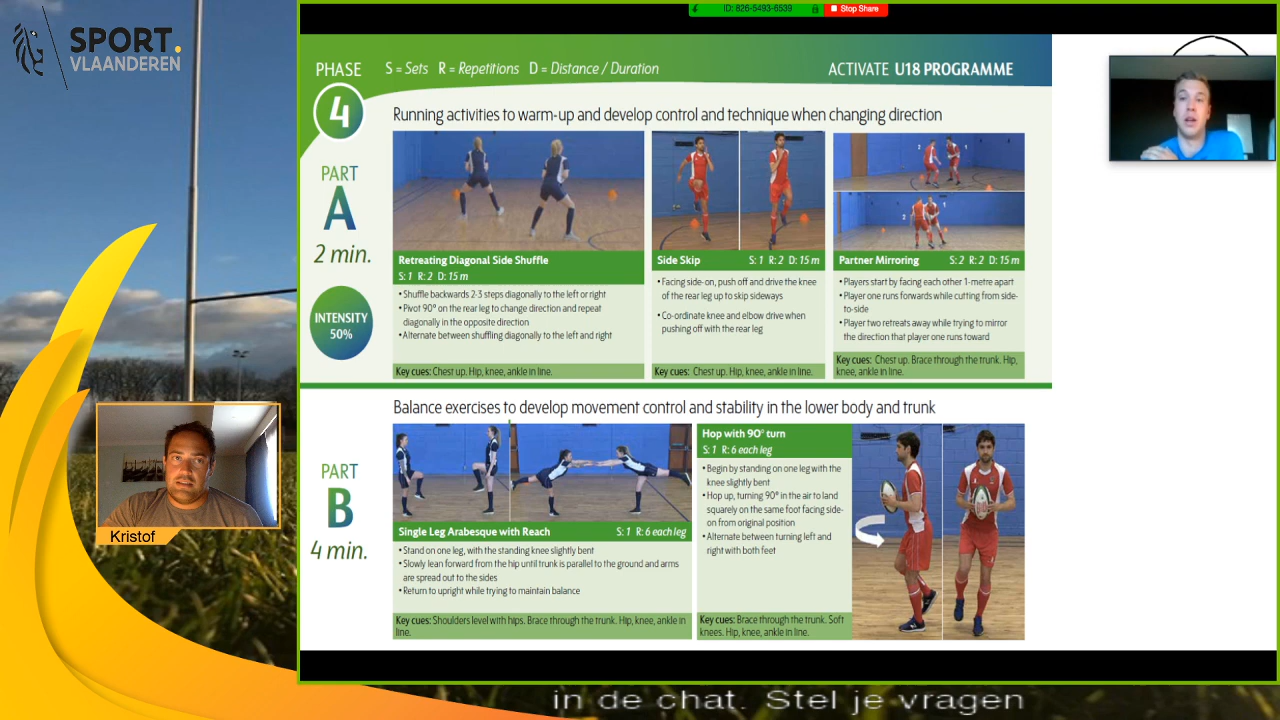 SPORT.
VLAANDEREN
ID: 826-5493-6539
Stop Share
PHASE
4
S = Sets R = Repetitions D = Distance / Duration
ACTIVATE U18 PROGRAMME
Running activities to warm-up and develop control and technique when changing direction
PART
A
2 min.
INTENSITY
50%
Retreating Diagonal Side Shuffle
S: 1 R: 2 D: 15 m
• Shuffle backwards 2-3 steps diagonally to the left or right
• Pivot 90° on the rear leg to change direction and repeat
diagonally in the opposite direction
• Alternate between shuffling diagonally to the left and right
Key cues: Chest up. Hip, knee, ankle in line.
Side Skip S: 1 R: 2 D: 15 m
• Facing side-on, push off and drive the knee
of the rear leg up to skip sideways
• Co-ordinate knee and elbow drive when
pushing off with the rear leg
Key cues: Chest up. Hip, knee, ankle in line.
2 1
2 1
Partner Mirroring S: 2 R: 2 D: 15 m
• Players start by facing each other 1-metre apart
• Player one runs forwards while cutting from side-
to-side
• Player two retreats away while trying to mirror
the direction that player one runs toward
Key cues: Chest up. Brace through the trunk. Hip,
knee, ankle in line.
Balance exercises to develop movement control and stability in the lower body and trunk
PART
B
4 min.
Single Leg Arabesque with Reach S: 1 R: 6 each leg
• Stand on one leg, with the standing knee slightly bent
• Slowly lean forward from the hip until trunk is parallel to the ground and arms
are spread out to the sides
• Return to upright while trying to maintain balance
Key cues: Shoulders level with hips. Brace through the trunk. Hip, knee, ankle in
line.
Hop with 90° turn
S: 1 R: 6 each leg
• Begin by standing on one leg with the
knee slightly bent
• Hop up, turning 90° in the air to land
squarely on the same foot facing side-
on from original position
• Alternate between turning left and
right with both feet
Key cues: Brace through the trunk. Soft
knees. Hip, knee, ankle in line.
Kristof
in de chat. Stel je vragen